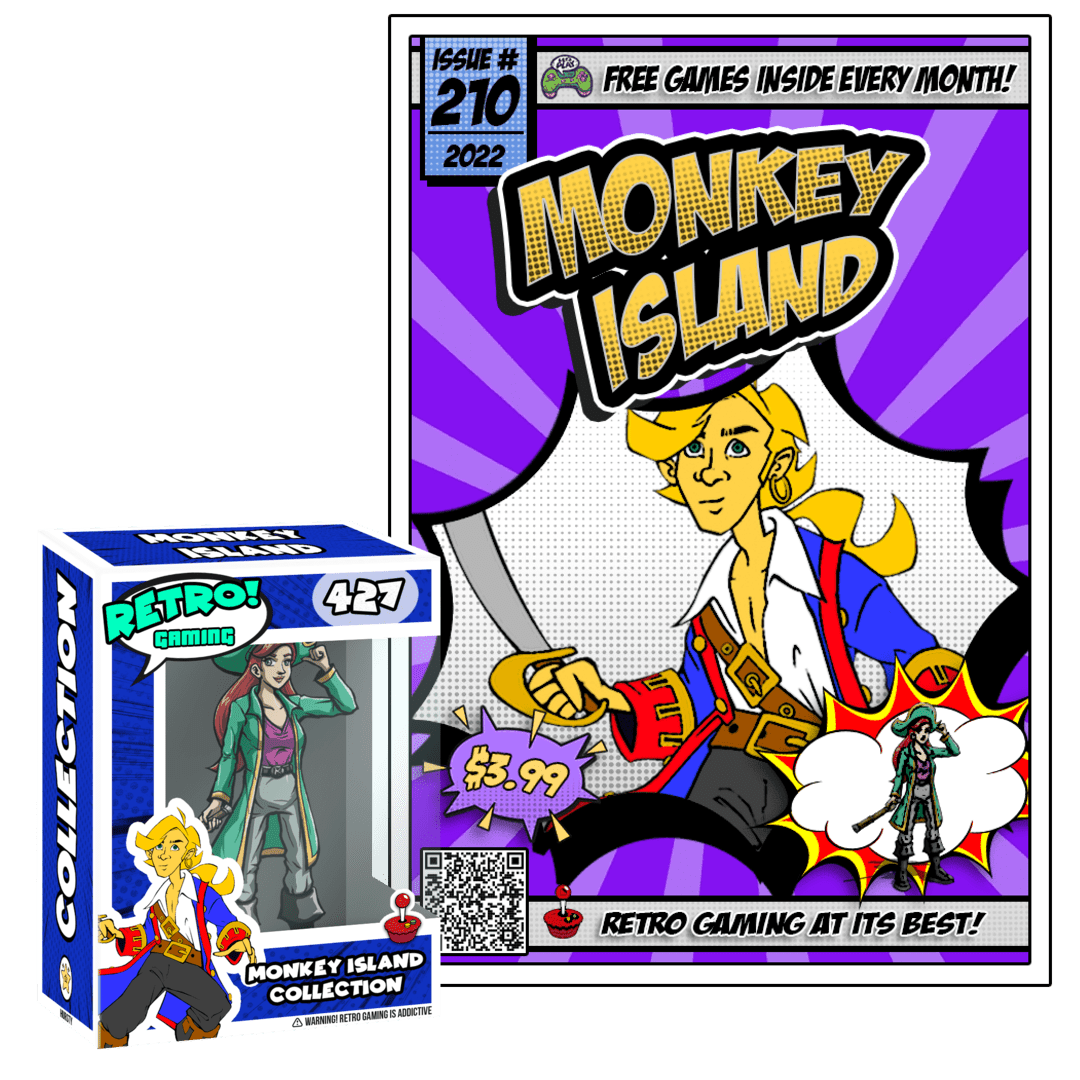 ISSUE #
210
2022
FREE GAMES INSIDE EVERY MONTH!
MONKEY
ISLAND
$3.99
RETRO GAMING AT ITS BEST!
MONKEY
ISLAND
COLLECTION
RETRO!
GAMING
427
MONKEY ISLAND
COLLECTION
WARNING! RETRO GAMING IS ADDICTIVE